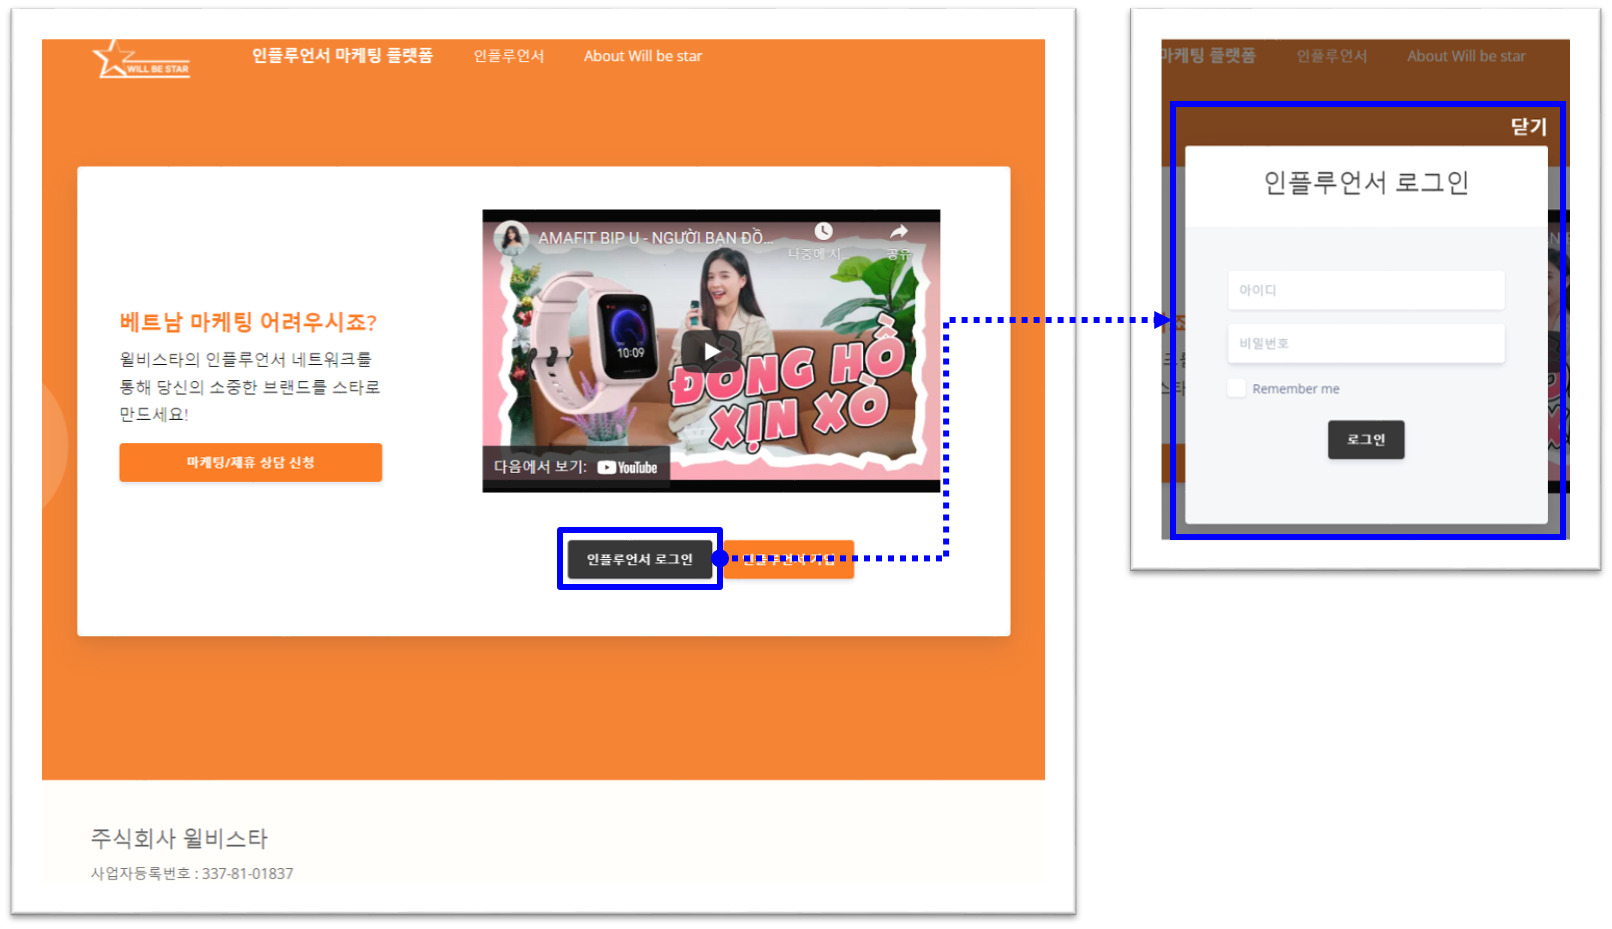 WILL BE STAR
인플루언서 마케팅 플랫폼
인플루언서
About Will be star
AMAFIT BIP U - NGƯỜI BẠN ĐỒ...
나중에 시...
공유
10:09
ĐỒNG HỒ
XỊN XÒ
다음에서 보기: YouTube
베트남 마케팅 어려우시죠?
윌비스타의 인플루언서 네트워크를
통해 당신의 소중한 브랜드를 스타로
만드세요!
마케팅/제휴 상담 신청
인플루언서 로그인
인플루언서 가입
주식회사 윌비스타
사업자등록번호 : 337-81-01837
마케팅 플랫폼
인플루언서
About Will be star
닫기
인플루언서 로그인
아이디
비밀번호
Remember me
로그인